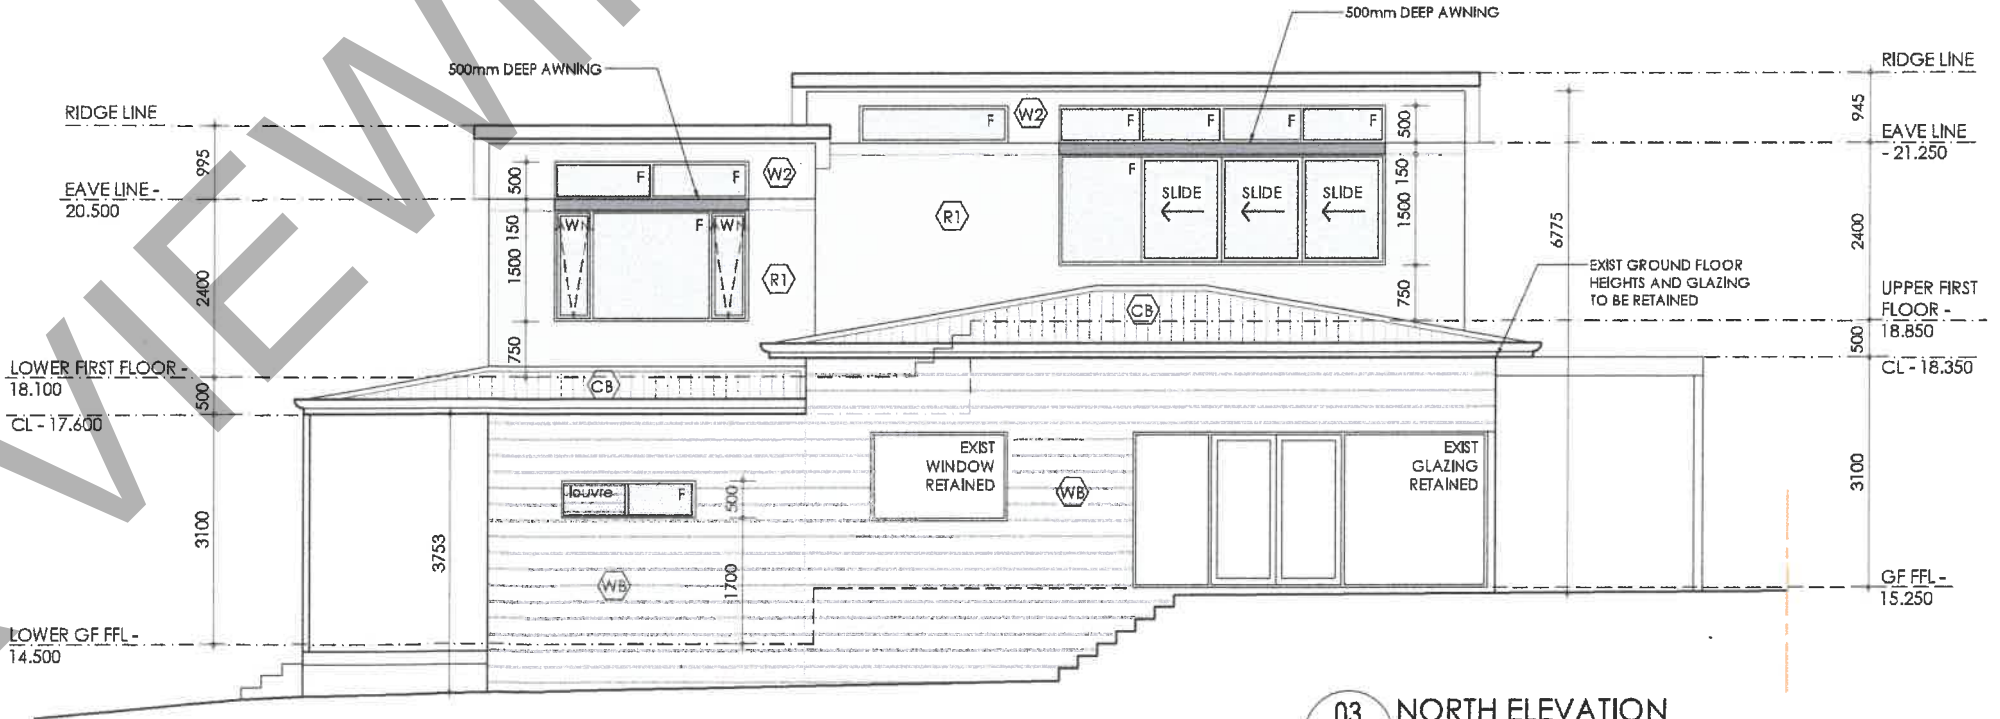 VIEW
500mm DEEP AWNING
500mm DEEP AWNING
RIDGE LINE
995
EAVE LINE -
20.500
2400
LOWER FIRST FLOOR -
18.100
500
CL - 17.600
3100
LOWER GF FFL -
14.500
500
150
1500
750
F
F
W2
W
F
W
R1
CB
3753
louvre
F
500
1700
WB
F
W2
F
F
F
F
R1
F
SLIDE
SLIDE
SLIDE
500
150
1500
750
CB
EXIST
WINDOW
RETAINED
WB
EXIST
GLAZING
RETAINED
6775
EXIST GROUND FLOOR
HEIGHTS AND GLAZING
TO BE RETAINED
RIDGE LINE
945
EAVE LINE
- 21.250
2400
UPPER FIRST
FLOOR -
18.850
500
CL - 18.350
3100
GF FFL -
15.250
03 NORTH ELEVATION